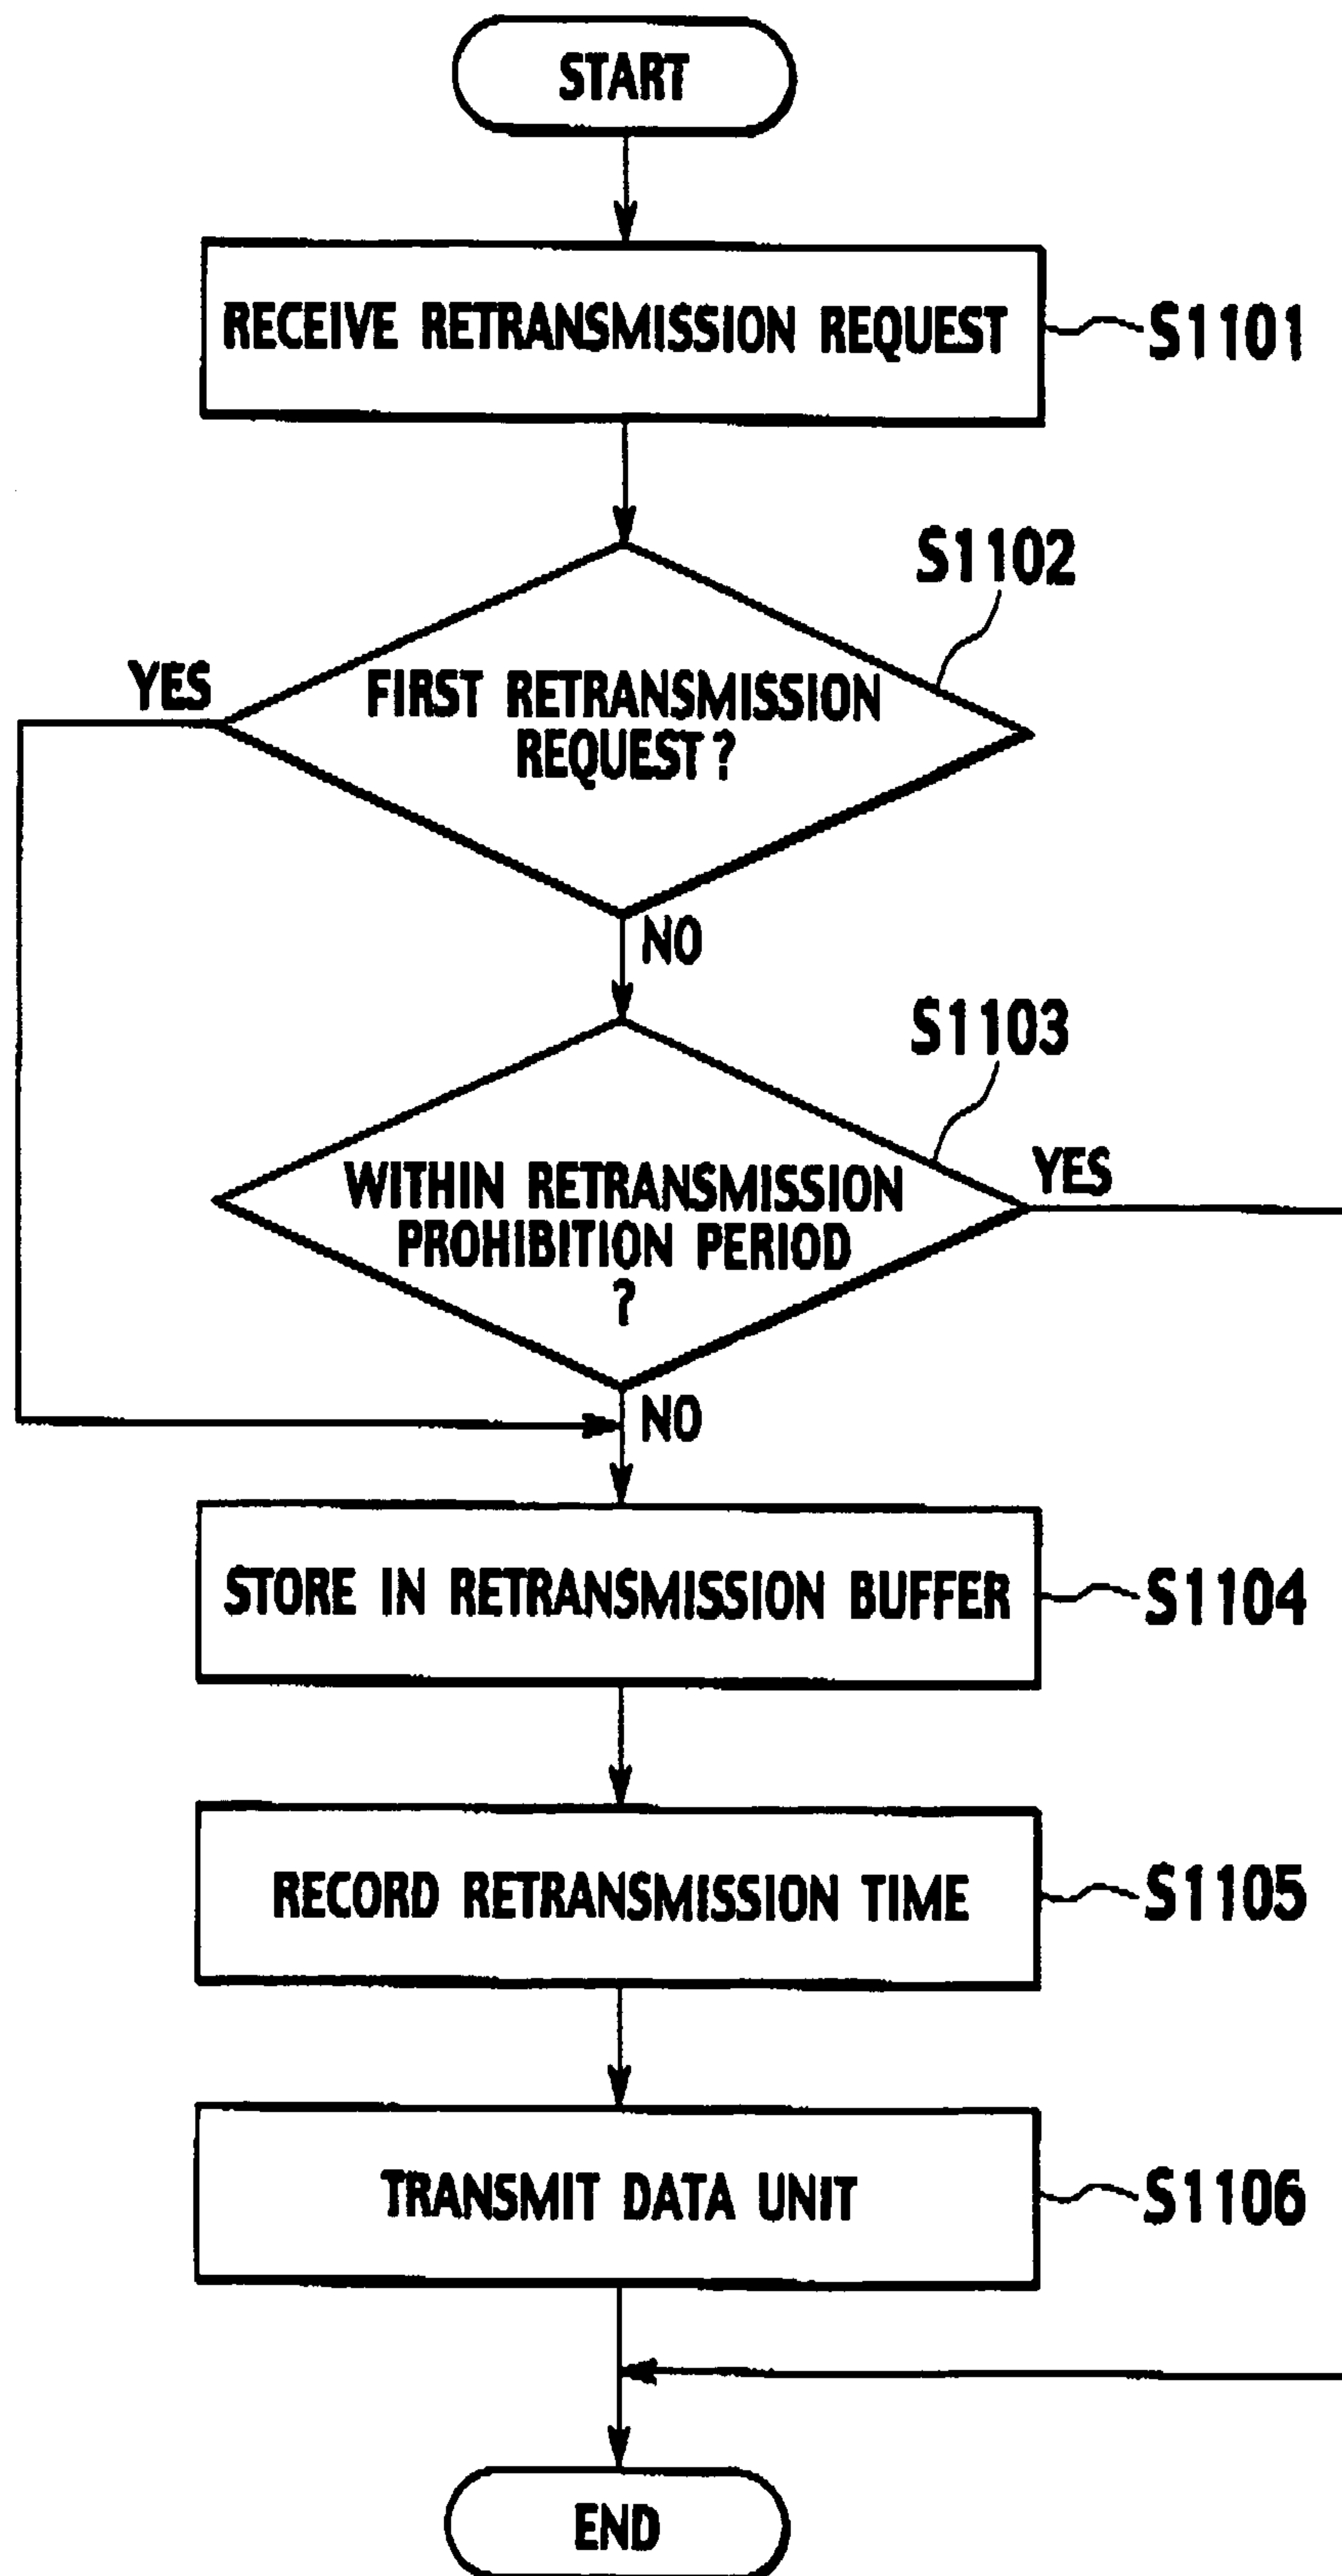 START
RECEIVE RETRANSMISSION REQUEST
S1101
S1102
YES
FIRST RETRANSMISSION
REQUEST?
NO
S1103
WITHIN RETRANSMISSION
PROHIBITION PERIOD
?
YES
NO
STORE IN RETRANSMISSION BUFFER
S1104
RECORD RETRANSMISSION TIME
S1105
TRANSMIT DATA UNIT
S1106
END